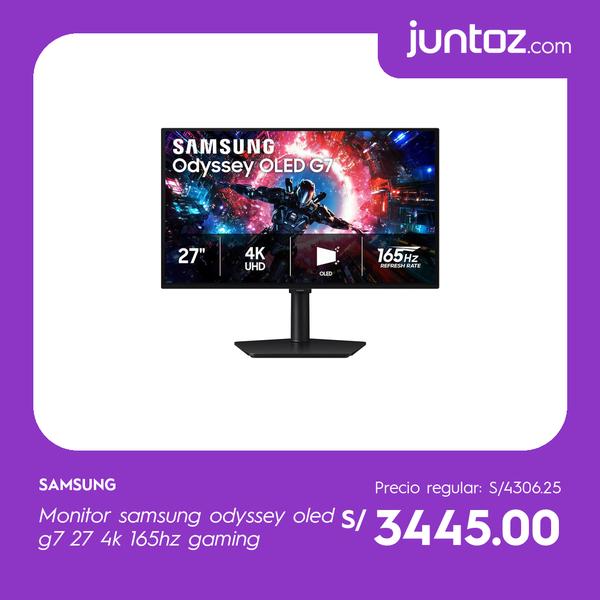 juntoz.com
SAMSUNG
Odyssey OLED G7
27"
4K
UHD
OLED
165Hz
REFRESH RATE
SAMSUNG
Monitor samsung odyssey oled
g7 27 4k 165hz gaming
Precio regular: S/4306.25
S/ 3445.00